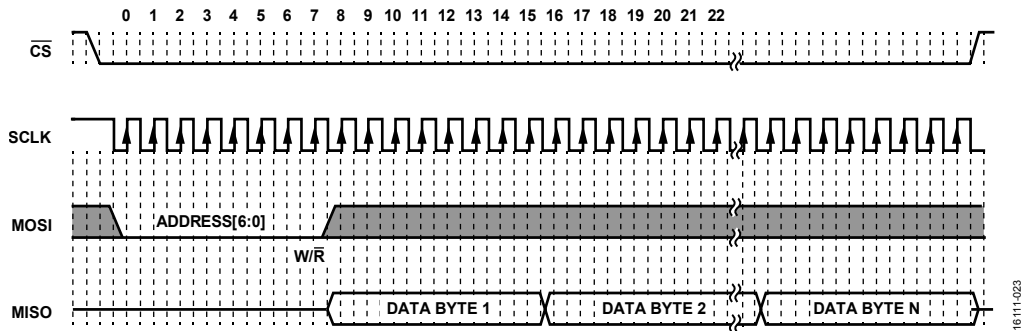 0 1 2 3 4 5 6 7 8 9 10 11 12 13 14 15 16 17 18 19 20 21 22
CS
SCLK
MOSI
ADDRESS[6:0]
W/R
MISO
DATA BYTE 1
DATA BYTE 2
DATA BYTE N
16111-023